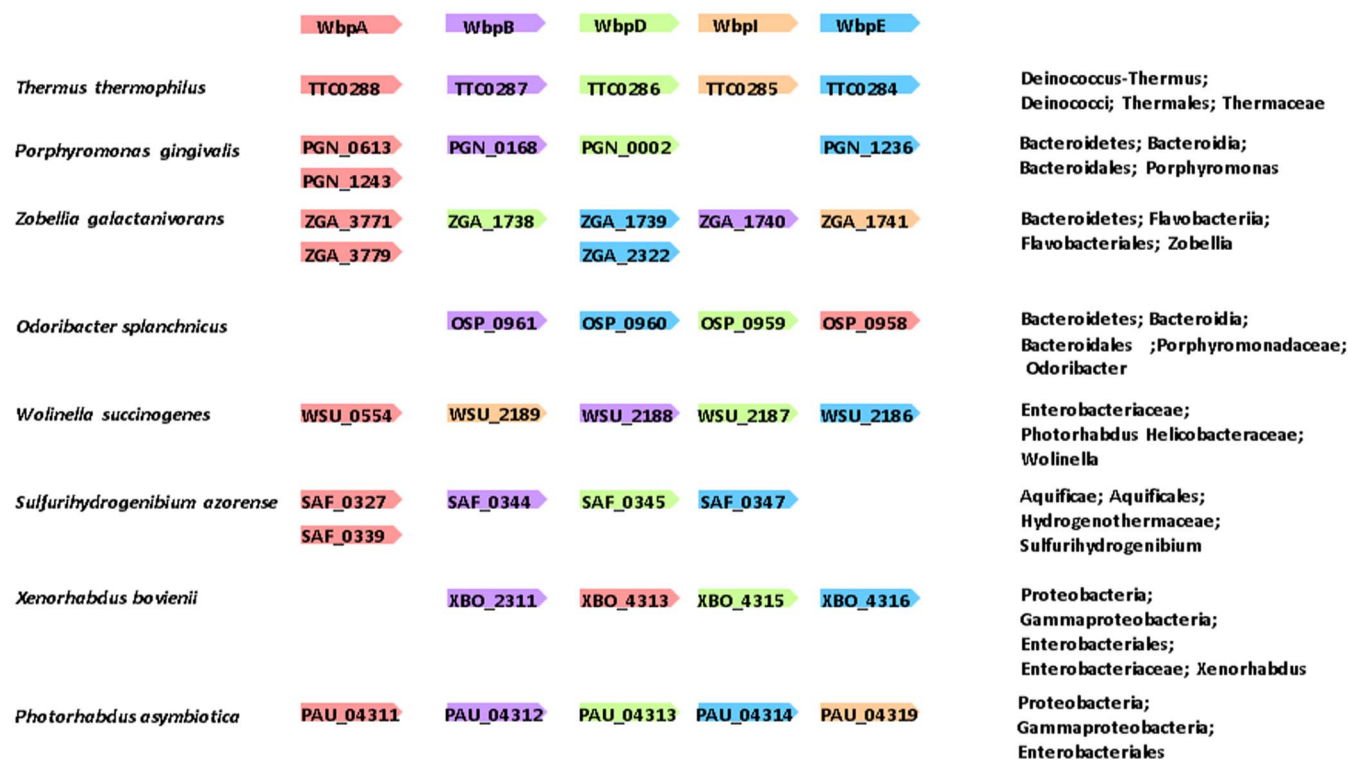 WbpA WbpB WbpD WbpI WbpE
Thermus thermophilus TTC0288 TTC0287 TTC0286 TTC0285 TTC0284 Deinococcus-Thermus;
Deinococci; Thermales; Thermaceae
Porphyromonas gingivalis PGN_0613 PGN_0168 PGN_0002 PGN_1236 Bacteroidetes; Bacteroidia;
PGN_1243 Bacteroidales; Porphyromonas
Zobellia galactanivorans ZGA_3771 ZGA_1738 ZGA_1739 ZGA_1740 ZGA_1741 Bacteroidetes; Flavobacteriia;
ZGA_3779 ZGA_2322 Flavobacteriales; Zobellia
Odoribacter splanchnicus OSP_0961 OSP_0960 OSP_0959 OSP_0958 Bacteroidetes; Bacteroidia;
Bacteroidales ;Porphyromonadaceae;
Odoribacter
Wolinella succinogenes WSU_0554 WSU_2189 WSU_2188 WSU_2187 WSU_2186 Enterobacteriaceae;
Photorhabdus Helicobacteraceae;
Wolinella
Sulfurihydrogenibium azorense SAF_0327 SAF_0344 SAF_0345 SAF_0347 Aquificae; Aquificales;
SAF_0339 Hydrogenothermaceae;
Sulfurihydrogenibium
Xenorhabdus bovienii XBO_2311 XBO_4313 XBO_4315 XBO_4316 Proteobacteria;
Gammaproteobacteria;
Enterobacteriales;
Enterobacteriaceae; Xenorhabdus
Photorhabdus asymbiotica PAU_04311 PAU_04312 PAU_04313 PAU_04314 PAU_04319 Proteobacteria;
Gammaproteobacteria;
Enterobacteriales